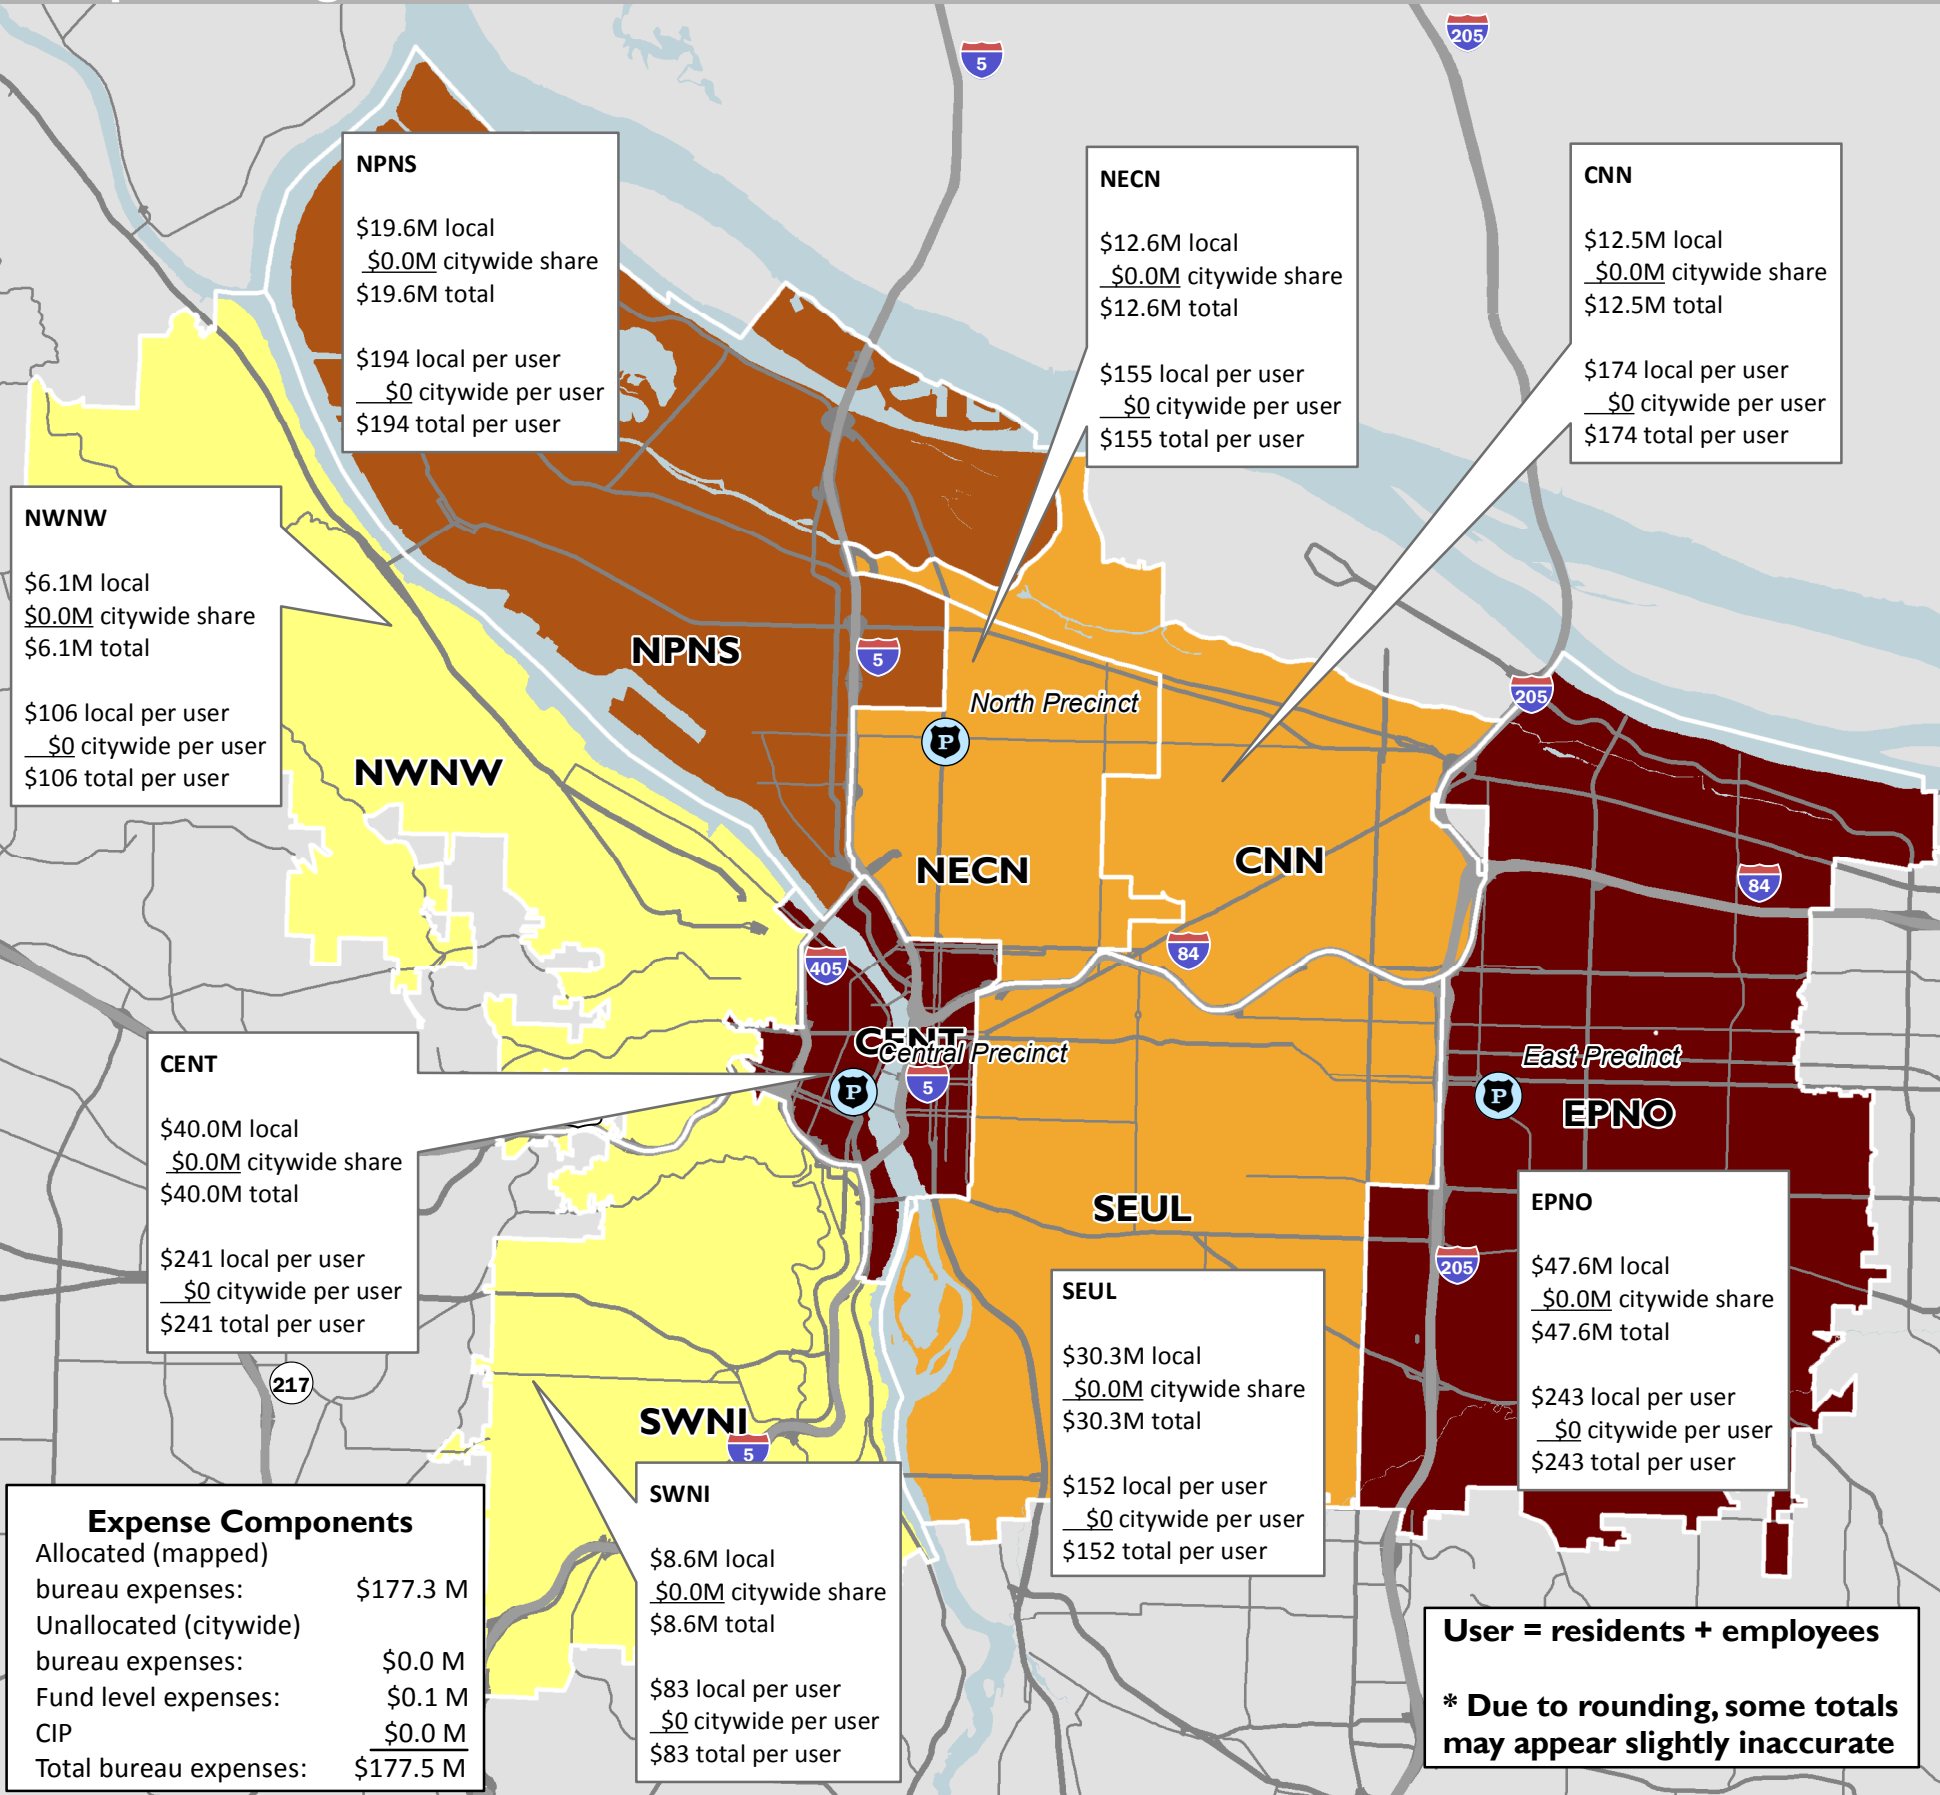 5
205
NPNS
$19.6M local
$0.0M citywide share
$19.6M total
$194 local per user
$0 citywide per user
$194 total per user
NECN
$12.6M local
$0.0M citywide share
$12.6M total
$155 local per user
$0 citywide per user
$155 total per user
CNN
$12.5M local
$0.0M citywide share
$12.5M total
$174 local per user
$0 citywide per user
$174 total per user
NWNW
$6.1M local
$0.0M citywide share
$6.1M total
$106 local per user
$0 citywide per user
$106 total per user
NPNS
5
205
North Precinct
P
NWNW
NECN
CNN
84
84
405
CENT
Central Precinct
P
5
East Precinct
P
EPNO
CENT
$40.0M local
$0.0M citywide share
$40.0M total
$241 local per user
$0 citywide per user
$241 total per user
SEUL
205
EPNO
$47.6M local
$0.0M citywide share
$47.6M total
$243 local per user
$0 citywide per user
$243 total per user
SEUL
$30.3M local
$0.0M citywide share
$30.3M total
$152 local per user
$0 citywide per user
$152 total per user
217
SWNI
5
SWNI
$8.6M local
$0.0M citywide share
$8.6M total
$83 local per user
$0 citywide per user
$83 total per user
Expense Components
Allocated (mapped)
bureau expenses: $177.3 M
Unallocated (citywide)
bureau expenses: $0.0 M
Fund level expenses: $0.1 M
CIP $0.0 M
Total bureau expenses: $177.5 M
User = residents + employees
* Due to rounding, some totals
may appear slightly inaccurate